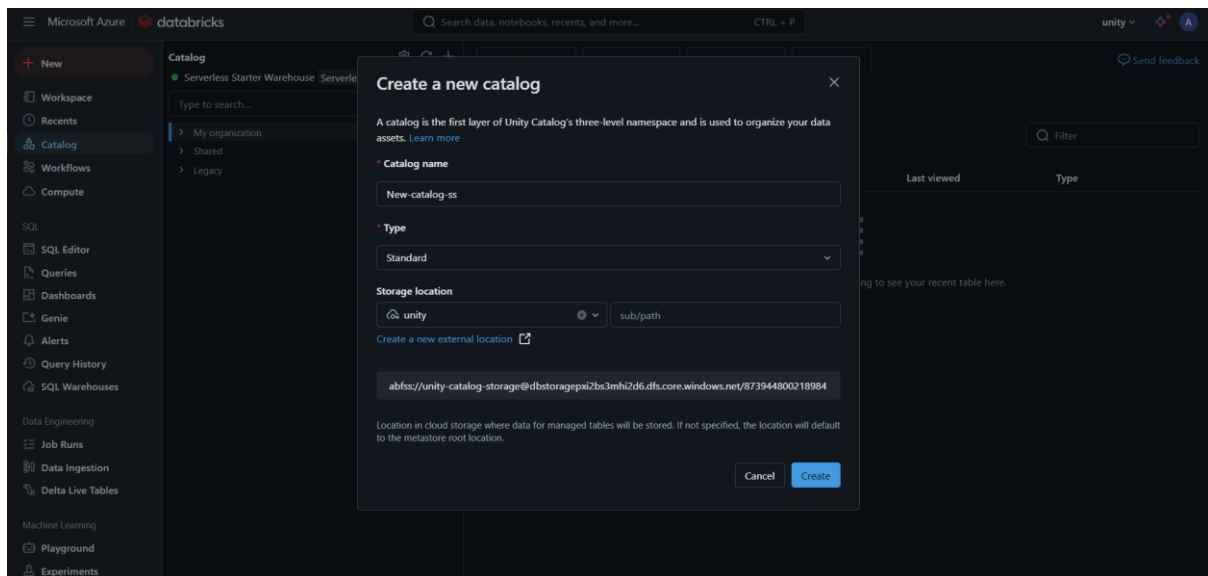 Microsoft Azure
databricks
Search data, notebooks, recents, and more...
CTRL + P
unity
A
New
Workspace
Recents
Catalog
Workflows
Compute
SQL
SQL Editor
Queries
Dashboards
Genie
Alerts
Query History
SQL Warehouses
Data Engineering
Job Runs
Data Ingestion
Delta Live Tables
Machine Learning
Playground
Experiments
Catalog
Serverless Starter Warehouse Serverle
Type to search...
My organization
Shared
Legacy
Send feedback
Filter
Last viewed
Type
ng to see your recent table here.
Create a new catalog
A catalog is the first layer of Unity Catalog's three-level namespace and is used to organize your data
assets. Learn more
* Catalog name
New-catalog-ss
* Type
Standard
Storage location
unity
sub/path
Create a new external location
abfss://unity-catalog-storage@dbstoragepxi2bs3mhi2d6.dfs.core.windows.net/873944800218984
Location in cloud storage where data for managed tables will be stored. If not specified, the location will default
to the metastore root location.
Cancel
Create